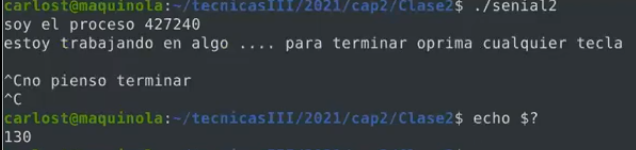 carlost@maquinola:~/tecnicasIII/2021/cap2/Clase2$ ./senial2
soy el proceso 427240
estoy trabajando en algo .... para terminar oprima cualquier tecla
^Cno pienso terminar
^C
carlost@maquinola:~/tecnicasIII/2021/cap2/Clase2$ echo $?
130